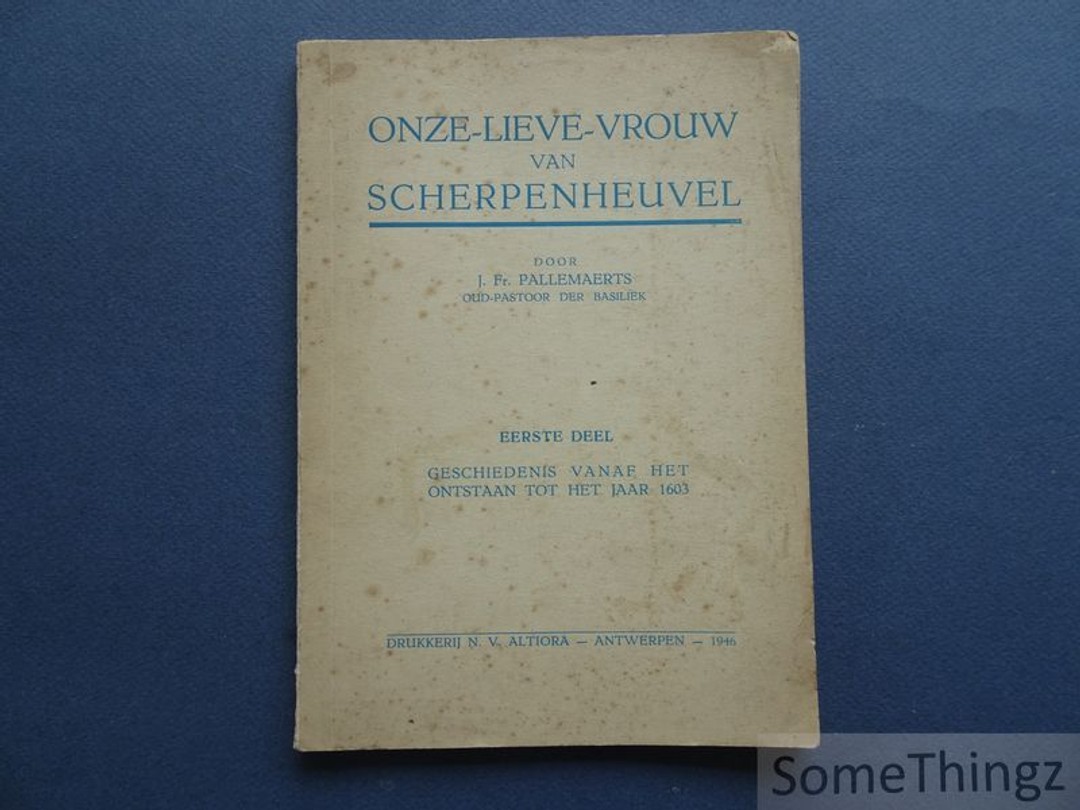 ONZE-LIEVE-VROUW
VAN
SCHERPENHEUVEL
DOOR
J. Fr. PALLEMAERTS
OUD-PASTOOR DER BASILIEK
EERSTE DEEL
GESCHIEDENIS VANAF HET
ONTSTAAN TOT HET JAAR 1603
DRUKKERIJ N. V. ALTIORA — ANTWERPEN — 1946
SomeThingz